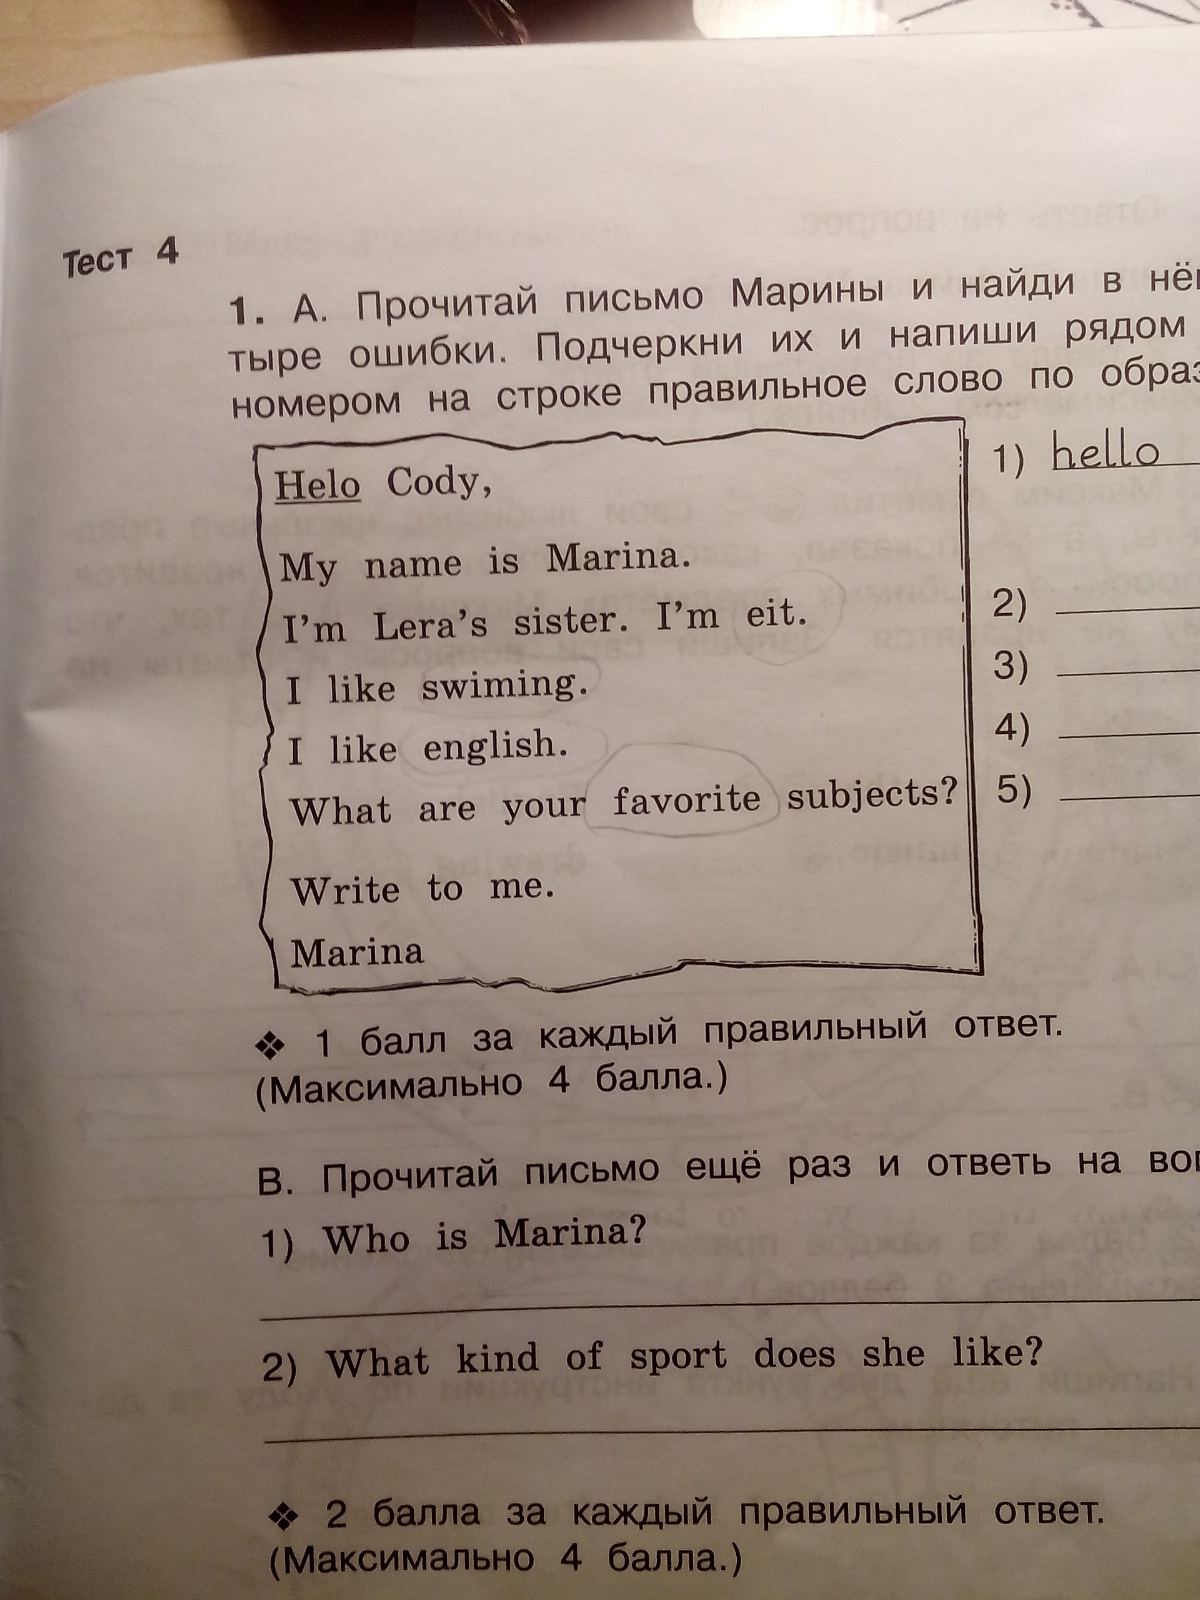 Тест 4
1. А. Прочитай письмо Марины и найди в нём
тыре ошибки. Подчеркни их и напиши рядом
номером на строке правильное слово по образ
Helo Cody,
1) hello
My name is Marina.
I'm Lera's sister. I'm eit.
2)
I like swiming.
3)
I like english.
4)
What are your favorite subjects?
5)
Write to me.
Marina
❖ 1 балл за каждый правильный ответ.
(Максимально 4 балла.)
В. Прочитай письмо ещё раз и ответь на воп
1) Who is Marina?
2) What kind of sport does she like?
❖ 2 балла за каждый правильный ответ.
(Максимально 4 балла.)